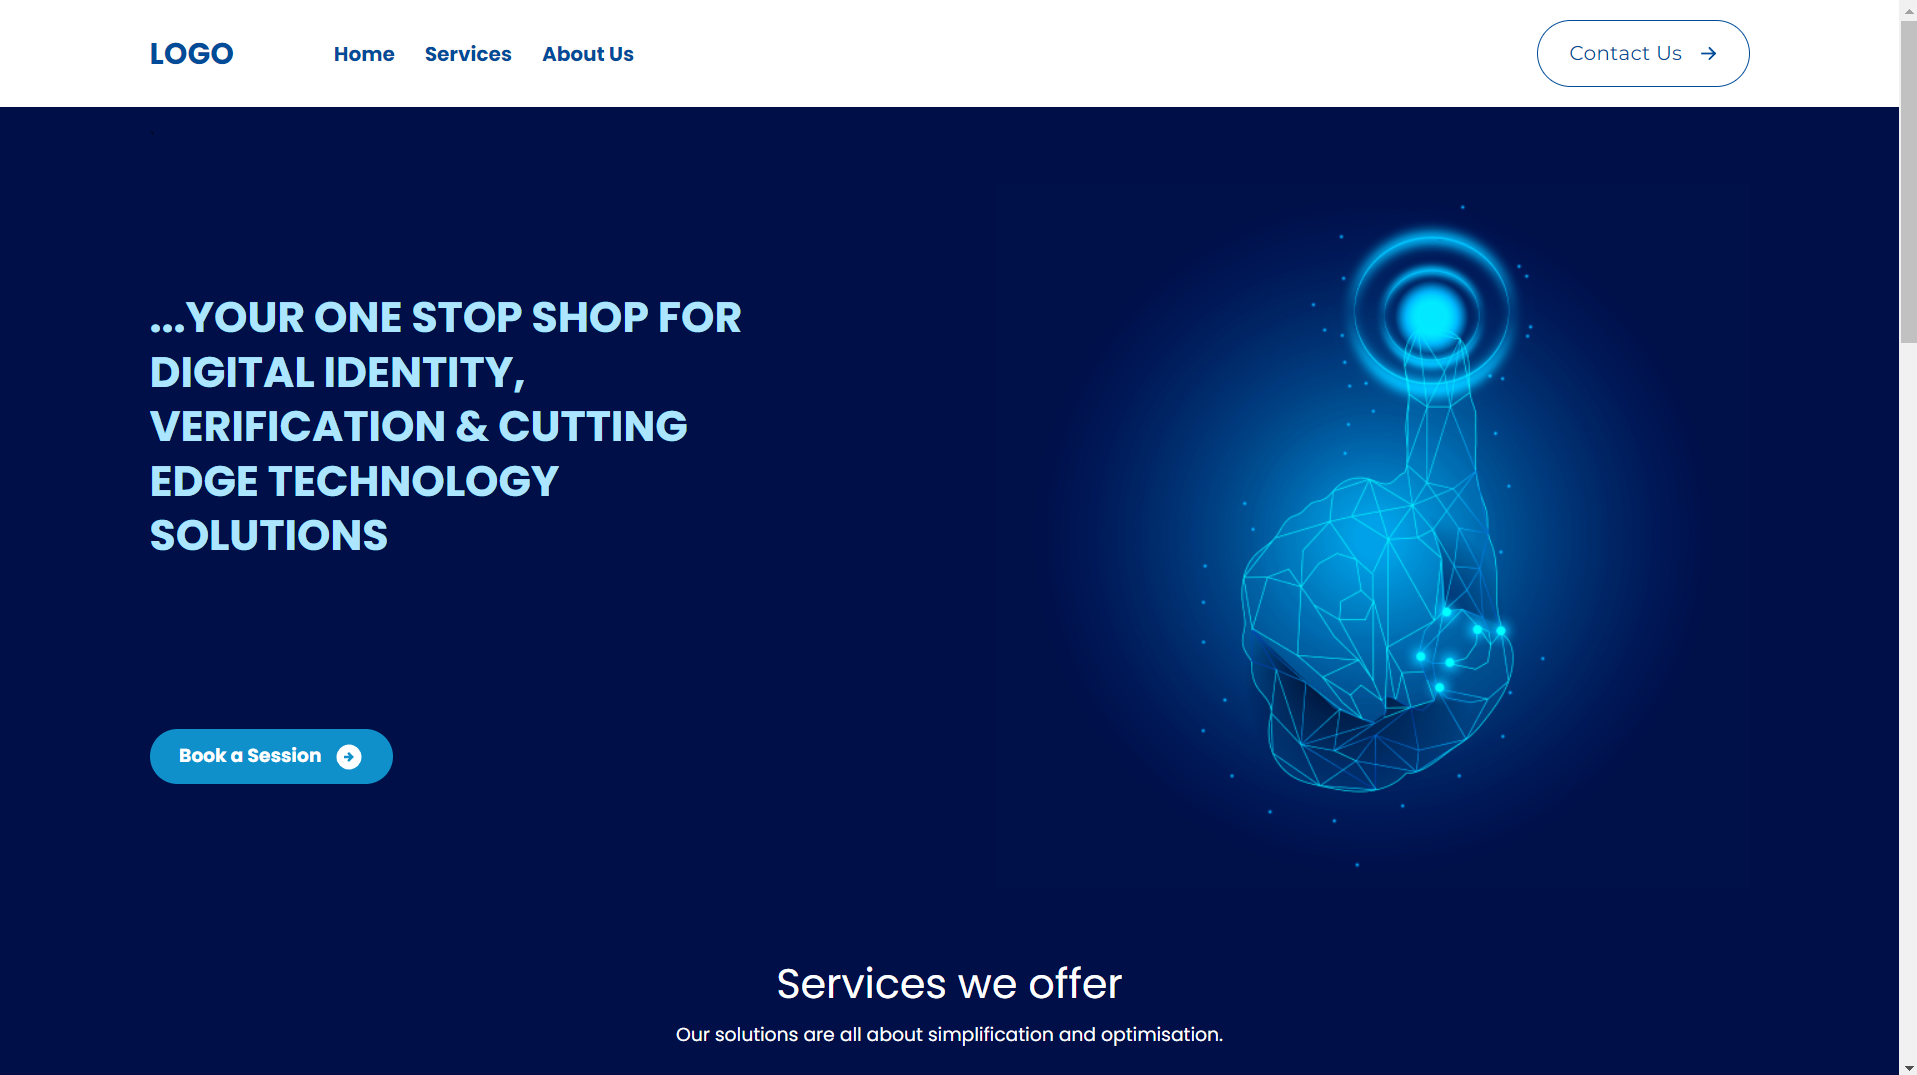 LOGO
Home
Services
About Us
Contact Us
...YOUR ONE STOP SHOP FOR
DIGITAL IDENTITY,
VERIFICATION & CUTTING
EDGE TECHNOLOGY
SOLUTIONS
Book a Session
Services we offer
Our solutions are all about simplification and optimisation.